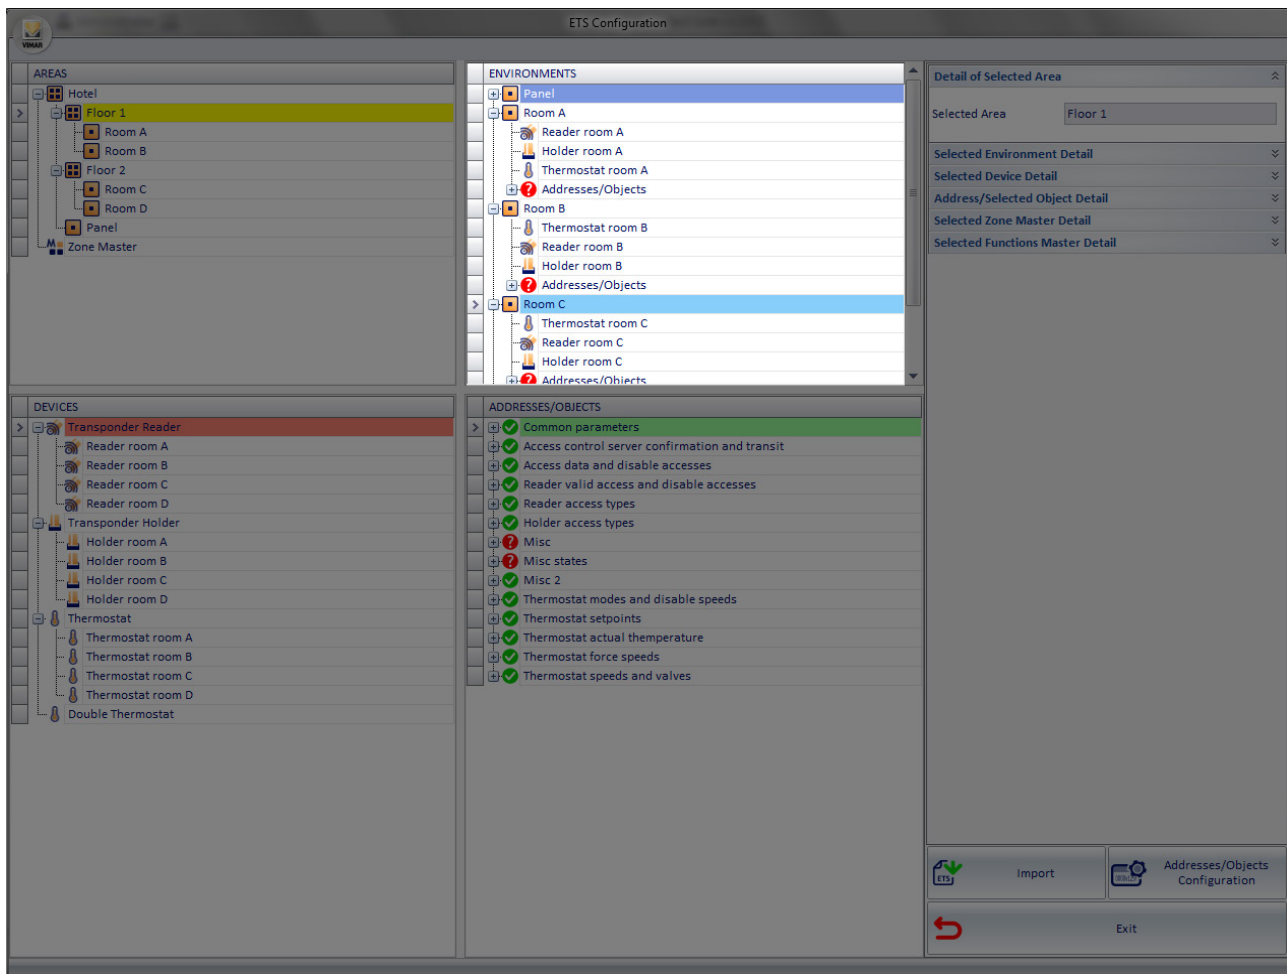 ETS Configuration
VIMAR
AREAS
Hotel
Floor 1
Room A
Room B
Floor 2
Room C
Room D
Panel
Zone Master
ENVIRONMENTS
Panel
Room A
Reader room A
Holder room A
Thermostat room A
Addresses/Objects
Room B
Thermostat room B
Reader room B
Holder room B
Addresses/Objects
Room C
Thermostat room C
Reader room C
Holder room C
Addresses/Objects
Detail of Selected Area
Selected Area
Floor 1
Selected Environment Detail
Selected Device Detail
Address/Selected Object Detail
Selected Zone Master Detail
Selected Functions Master Detail
DEVICES
Transponder Reader
Reader room A
Reader room B
Reader room C
Reader room D
Transponder Holder
Holder room A
Holder room B
Holder room C
Holder room D
Thermostat
Thermostat room A
Thermostat room B
Thermostat room C
Thermostat room D
Double Thermostat
ADDRESSES/OBJECTS
Common parameters
Access control server confirmation and transit
Access data and disable accesses
Reader valid access and disable accesses
Reader access types
Holder access types
Misc
Misc states
Misc 2
Thermostat modes and disable speeds
Thermostat setpoints
Thermostat actual themperature
Thermostat force speeds
Thermostat speeds and valves
ETS
Import
Addresses/Objects
Configuration
Exit